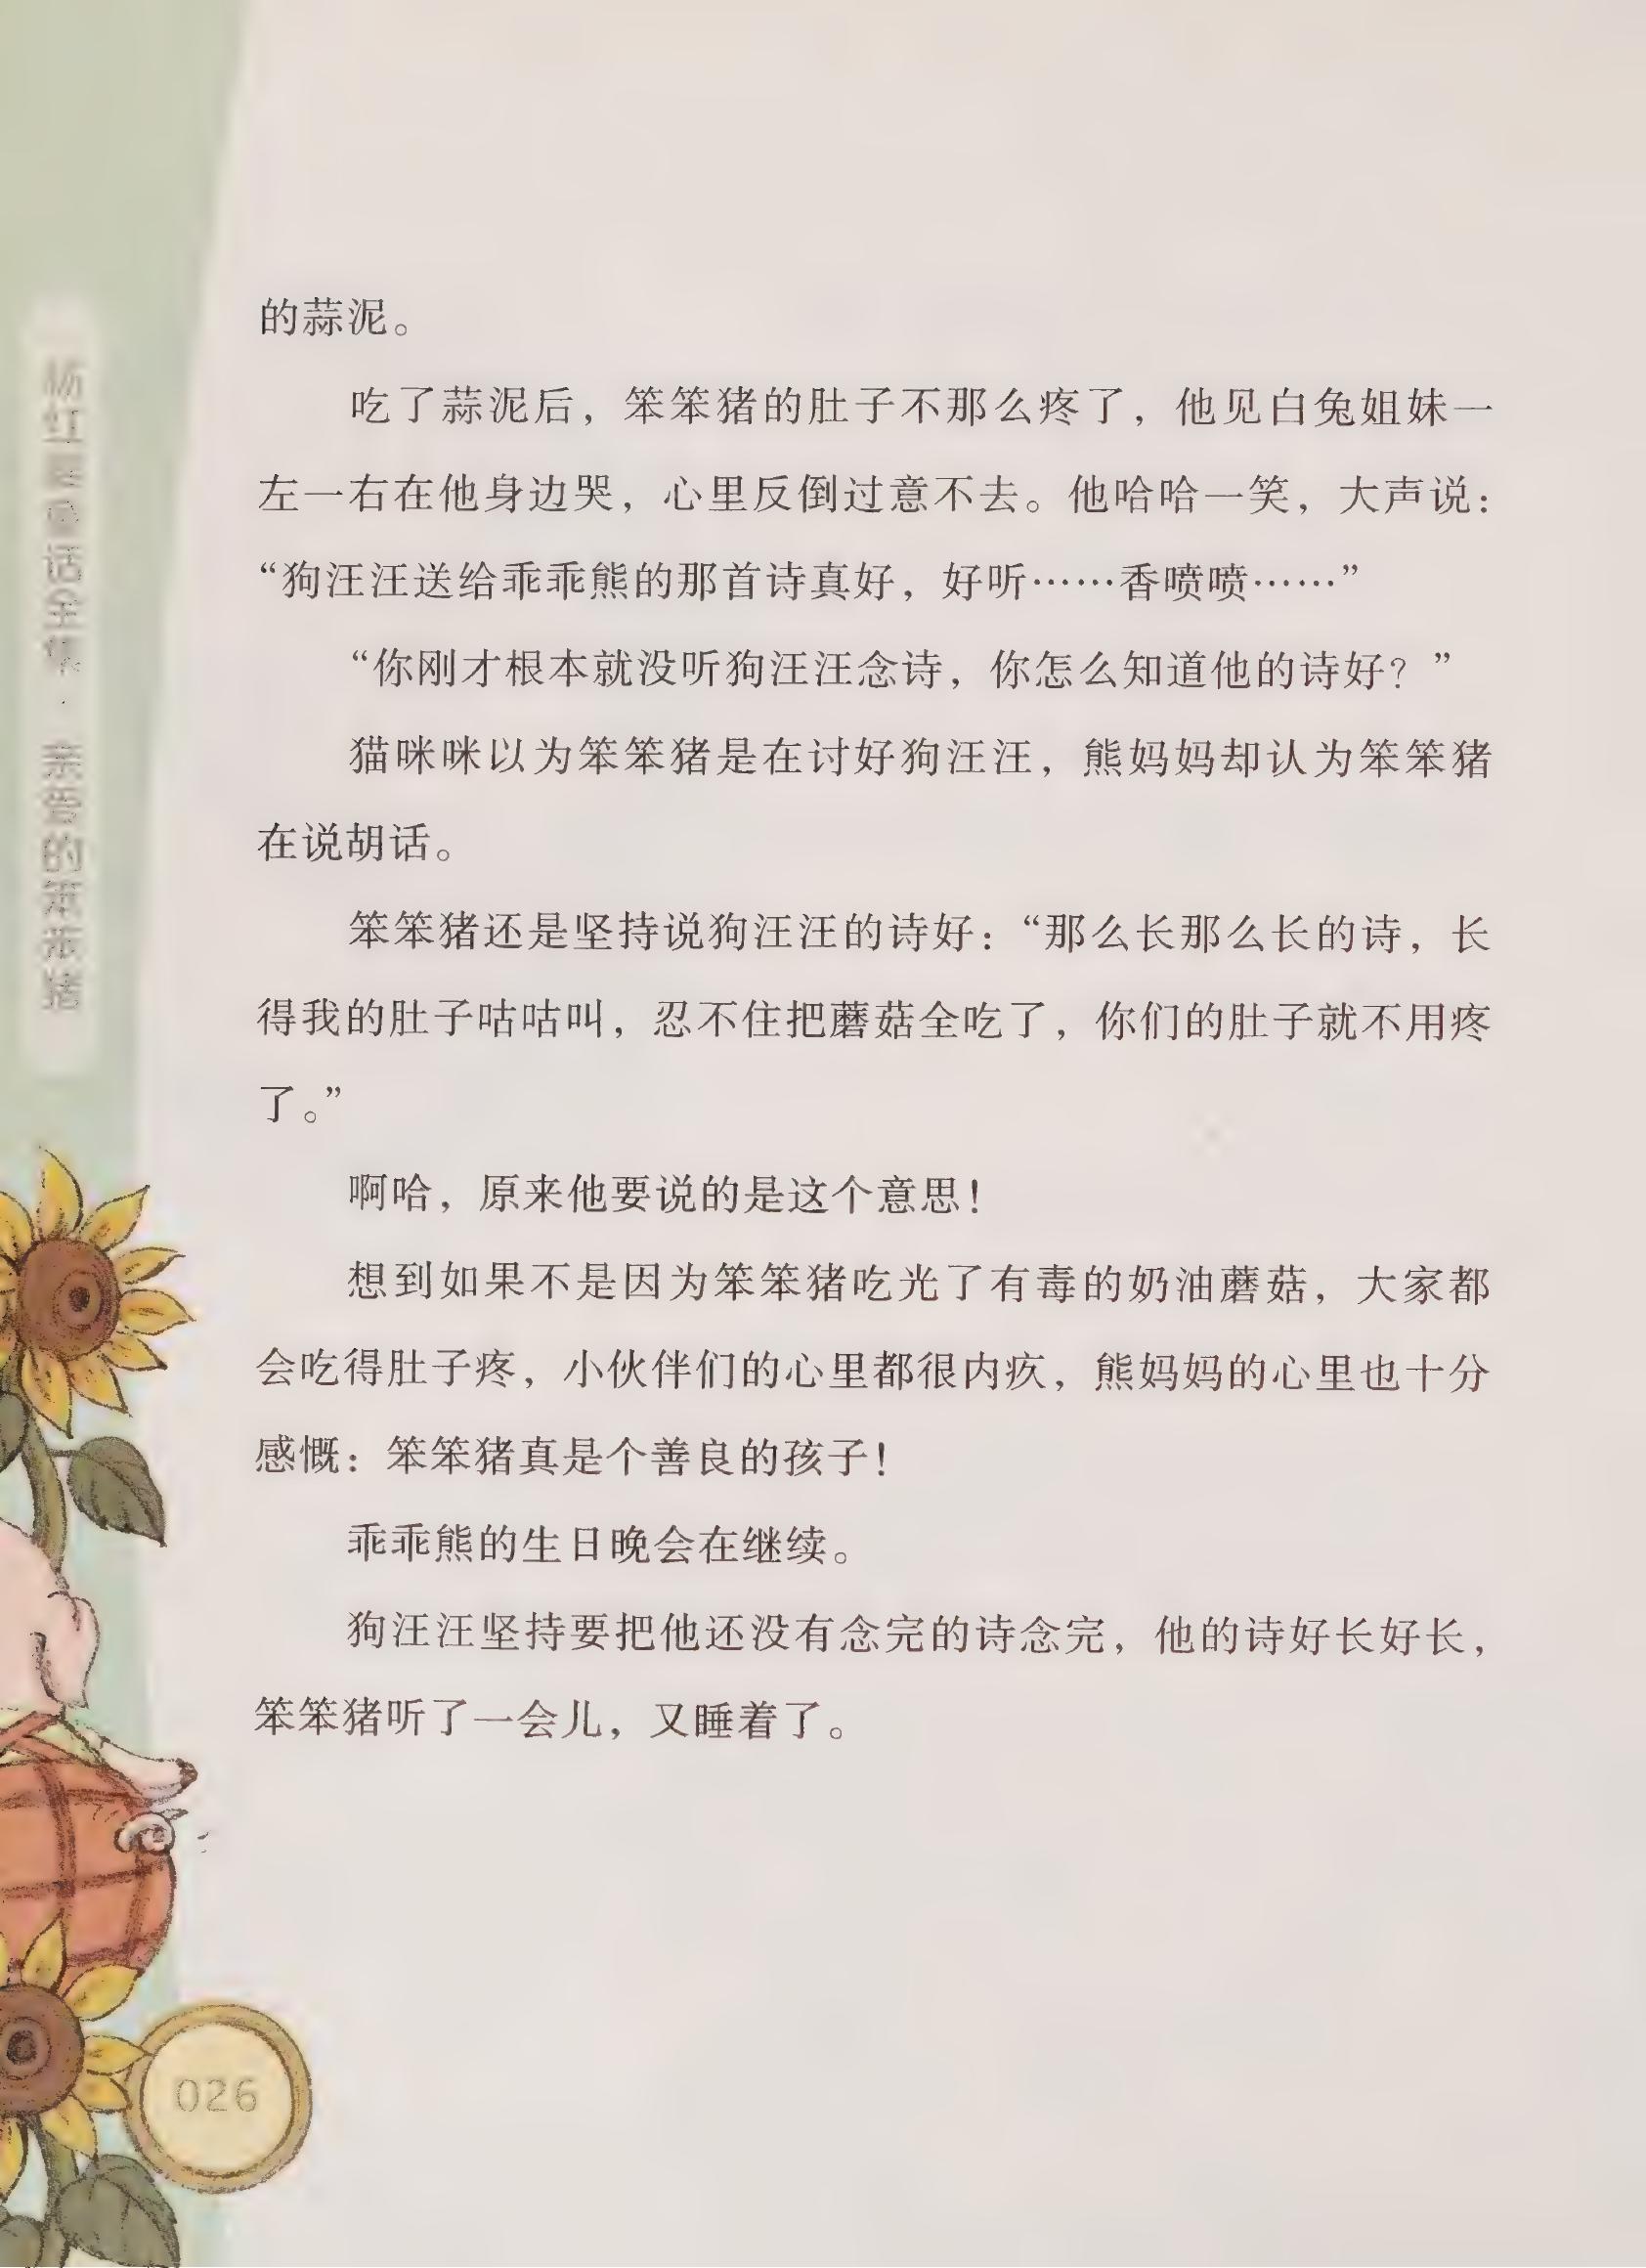 的蒜泥。
吃了蒜泥后，笨笨猪的肚子不那么疼了，他见白兔姐妹一
左一右在他身边哭，心里反倒过意不去。他哈哈一笑，大声说：
“狗汪汪送给乖乖熊的那首诗真好，好听……香喷喷……”
“你刚才根本就没听狗汪汪念诗，你怎么知道他的诗好？”
猫咪咪以为笨笨猪是在讨好狗汪汪，熊妈妈却认为笨笨猪
在说胡话。
笨笨猪还是坚持说狗汪汪的诗好：“那么长那么长的诗，长
得我的肚子咕咕叫，忍不住把蘑菇全吃了，你们的肚子就不用疼
了。”
啊哈，原来他要说的是这个意思！
想到如果不是因为笨笨猪吃光了有毒的奶油蘑菇，大家都
会吃得肚子疼，小伙伴们的心里都很内疚，熊妈妈的心里也十分
感慨：笨笨猪真是个善良的孩子！
乖乖熊的生日晚会在继续。
狗汪汪坚持要把他还没有念完的诗念完，他的诗好长好长，
笨笨猪听了一会儿，又睡着了。
杨红樱童话全集·亲爱的笨笨猪
026